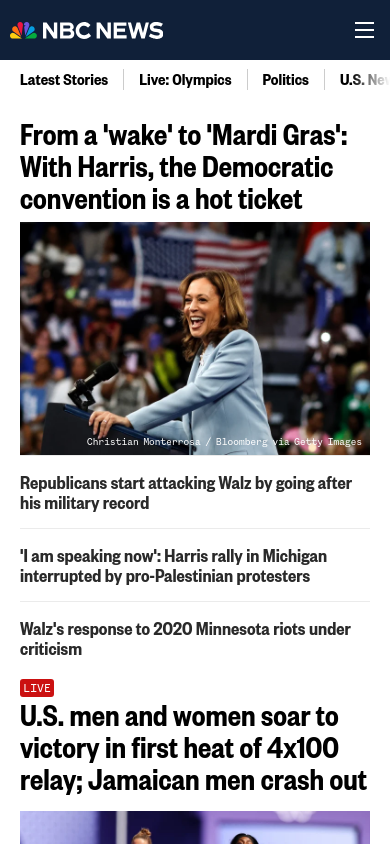 NBC NEWS
Latest Stories
Live: Olympics
Politics
U.S. New
From a 'wake' to 'Mardi Gras':
With Harris, the Democratic
convention is a hot ticket
Christian Monterrosa / Bloomberg via Getty Images
Republicans start attacking Walz by going after
his military record
'I am speaking now': Harris rally in Michigan
interrupted by pro-Palestinian protesters
Walz's response to 2020 Minnesota riots under
criticism
LIVE
U.S. men and women soar to
victory in first heat of 4x100
relay; Jamaican men crash out